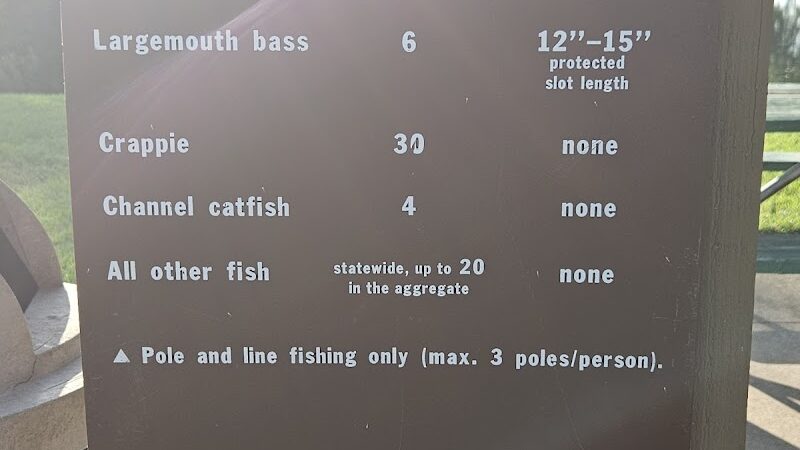 Largemouth bass 6 12”–15”
protected
slot length
Crappie 30 none
Channel catfish 4 none
All other fish statewide, up to 20 none
in the aggregate
▲ Pole and line fishing only (max. 3 poles/person).